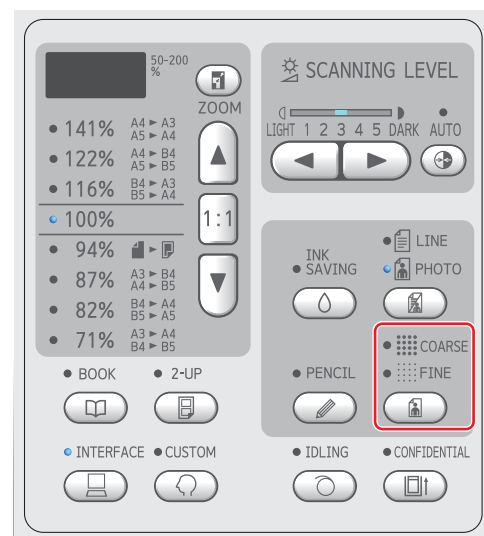 50-200
%
ZOOM
141% A4 ► A3
A5 ► A4
122% A4 ► B4
A5 ► B5
116% B4 ► A3
B5 ► A4
100%
1:1
94%
87% A3 ► B4
A4 ► B5
82% B4 ► A4
B5 ► A5
71% A3 ► A4
B4 ► B5
BOOK
2-UP
INTERFACE
CUSTOM
SCANNING LEVEL
LIGHT 1 2 3 4 5 DARK AUTO
LINE
INK
SAVING
PHOTO
COARSE
PENCIL
FINE
IDLING
CONFIDENTIAL